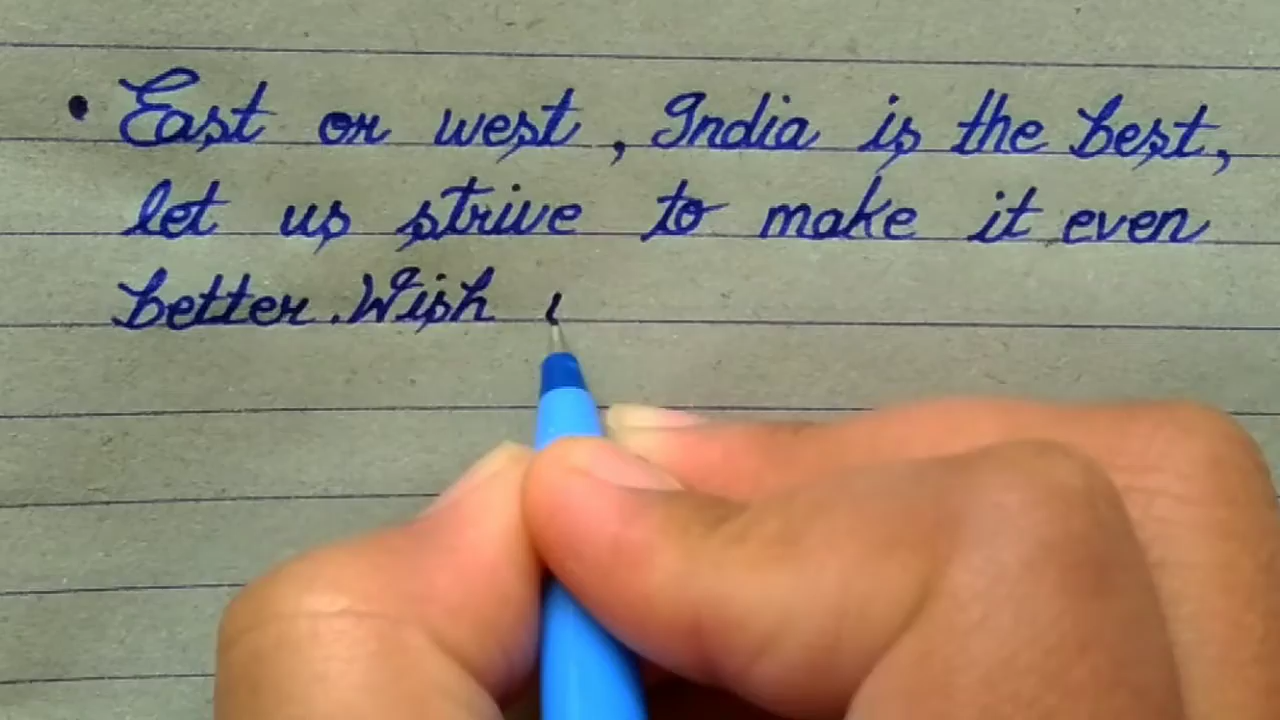 • East or west, India is the best,
let us strive to make it even
better. Wish